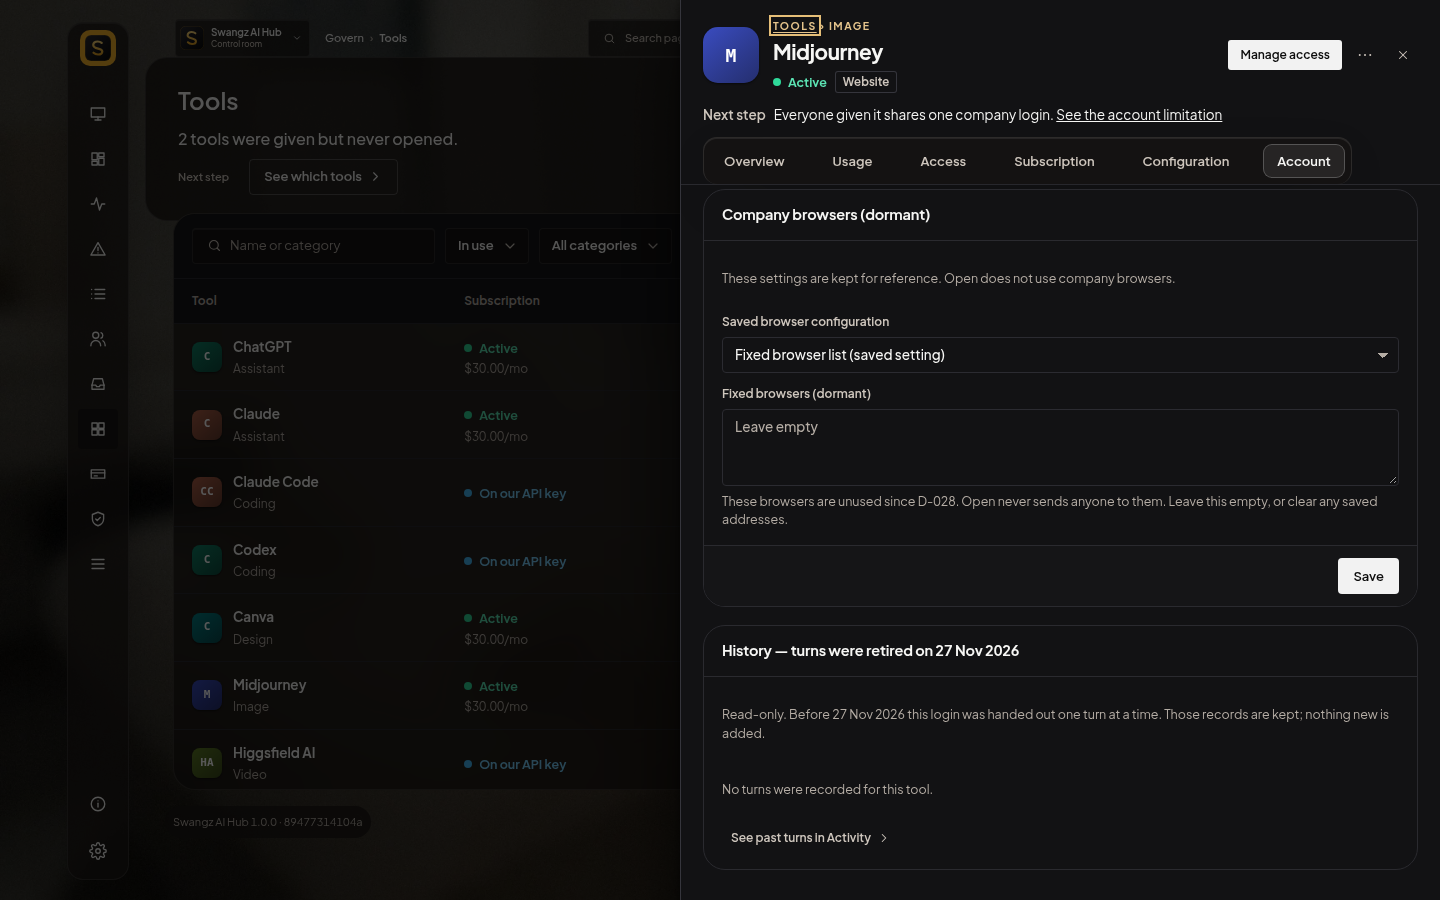 S
S
Swangz AI Hub
Control room
Govern › Tools
Search pag
Tools
2 tools were given but never opened.
Next step
See which tools
Name or category
In use
All categories
Tool
Subscription
C
ChatGPT
Assistant
Active
$30.00/mo
C
Claude
Assistant
Active
$30.00/mo
CC
Claude Code
Coding
On our API key
C
Codex
Coding
On our API key
C
Canva
Design
Active
$30.00/mo
M
Midjourney
Image
Active
$30.00/mo
HA
Higgsfield AI
Video
On our API key
Swangz AI Hub 1.0.0 · 89477314104a
M
TOOLS › IMAGE
Midjourney
Active
Website
Manage access
Next step Everyone given it shares one company login. See the account limitation
Overview
Usage
Access
Subscription
Configuration
Account
Company browsers (dormant)
These settings are kept for reference. Open does not use company browsers.
Saved browser configuration
Fixed browser list (saved setting)
Fixed browsers (dormant)
Leave empty
These browsers are unused since D-028. Open never sends anyone to them. Leave this empty, or clear any saved
addresses.
Save
History — turns were retired on 27 Nov 2026
Read-only. Before 27 Nov 2026 this login was handed out one turn at a time. Those records are kept; nothing new is
added.
No turns were recorded for this tool.
See past turns in Activity